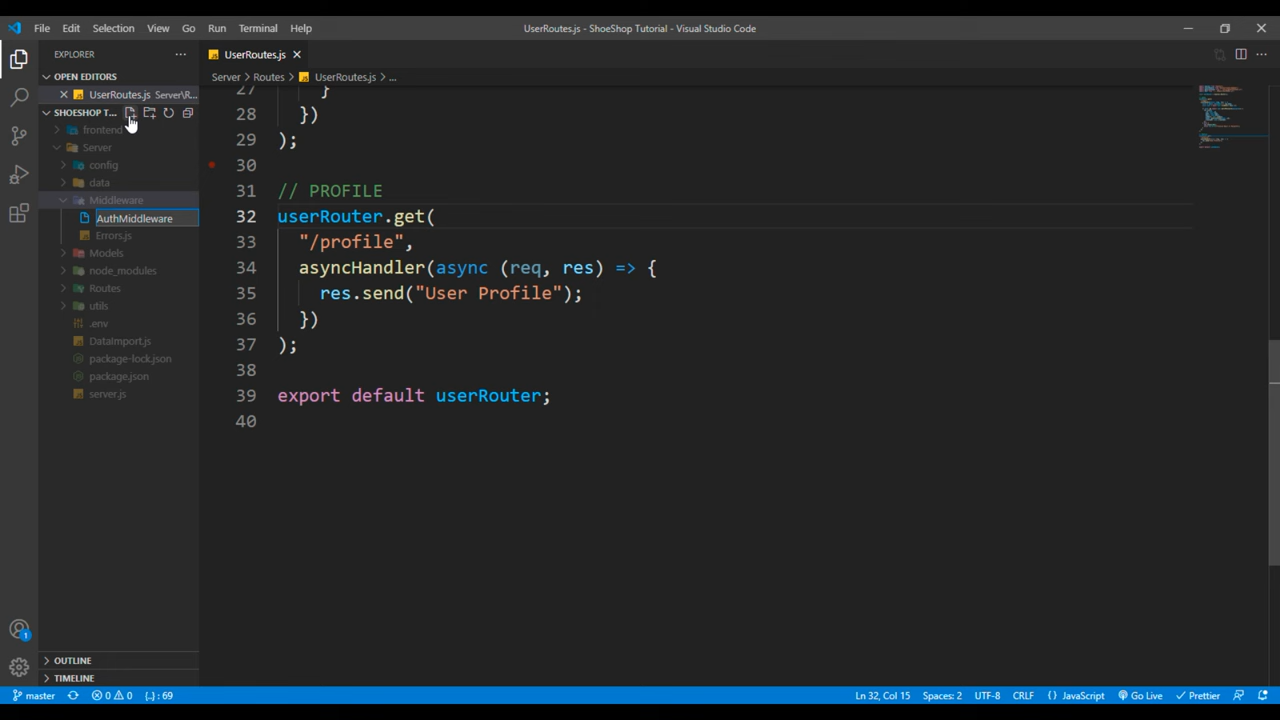 File Edit Selection View Go Run Terminal Help
UserRoutes.js - ShoeShop Tutorial - Visual Studio Code
EXPLORER
OPEN EDITORS
UserRoutes.js Server\R...
SHOESHOP T...
frontend
Server
config
data
Middleware
AuthMiddleware
Errors.js
Models
node_modules
Routes
utils
.env
DataImport.js
package-lock.json
package.json
server.js
OUTLINE
TIMELINE
UserRoutes.js
Server > Routes > UserRoutes.js > ...
27 }
28 })
29 );
30
31 // PROFILE
32 userRouter.get(
33 "/profile",
34 asyncHandler(async (req, res) => {
35 res.send("User Profile");
36 })
37 );
38
39 export default userRouter;
40
1
master 0 0 {..} : 69
Ln 32, Col 15 Spaces: 2 UTF-8 CRLF {} JavaScript Go Live Prettier